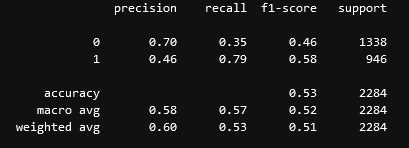 precision recall f1-score support
0 0.70 0.35 0.46 1338
1 0.46 0.79 0.58 946
accuracy 0.53 2284
macro avg 0.58 0.57 0.52 2284
weighted avg 0.60 0.53 0.51 2284